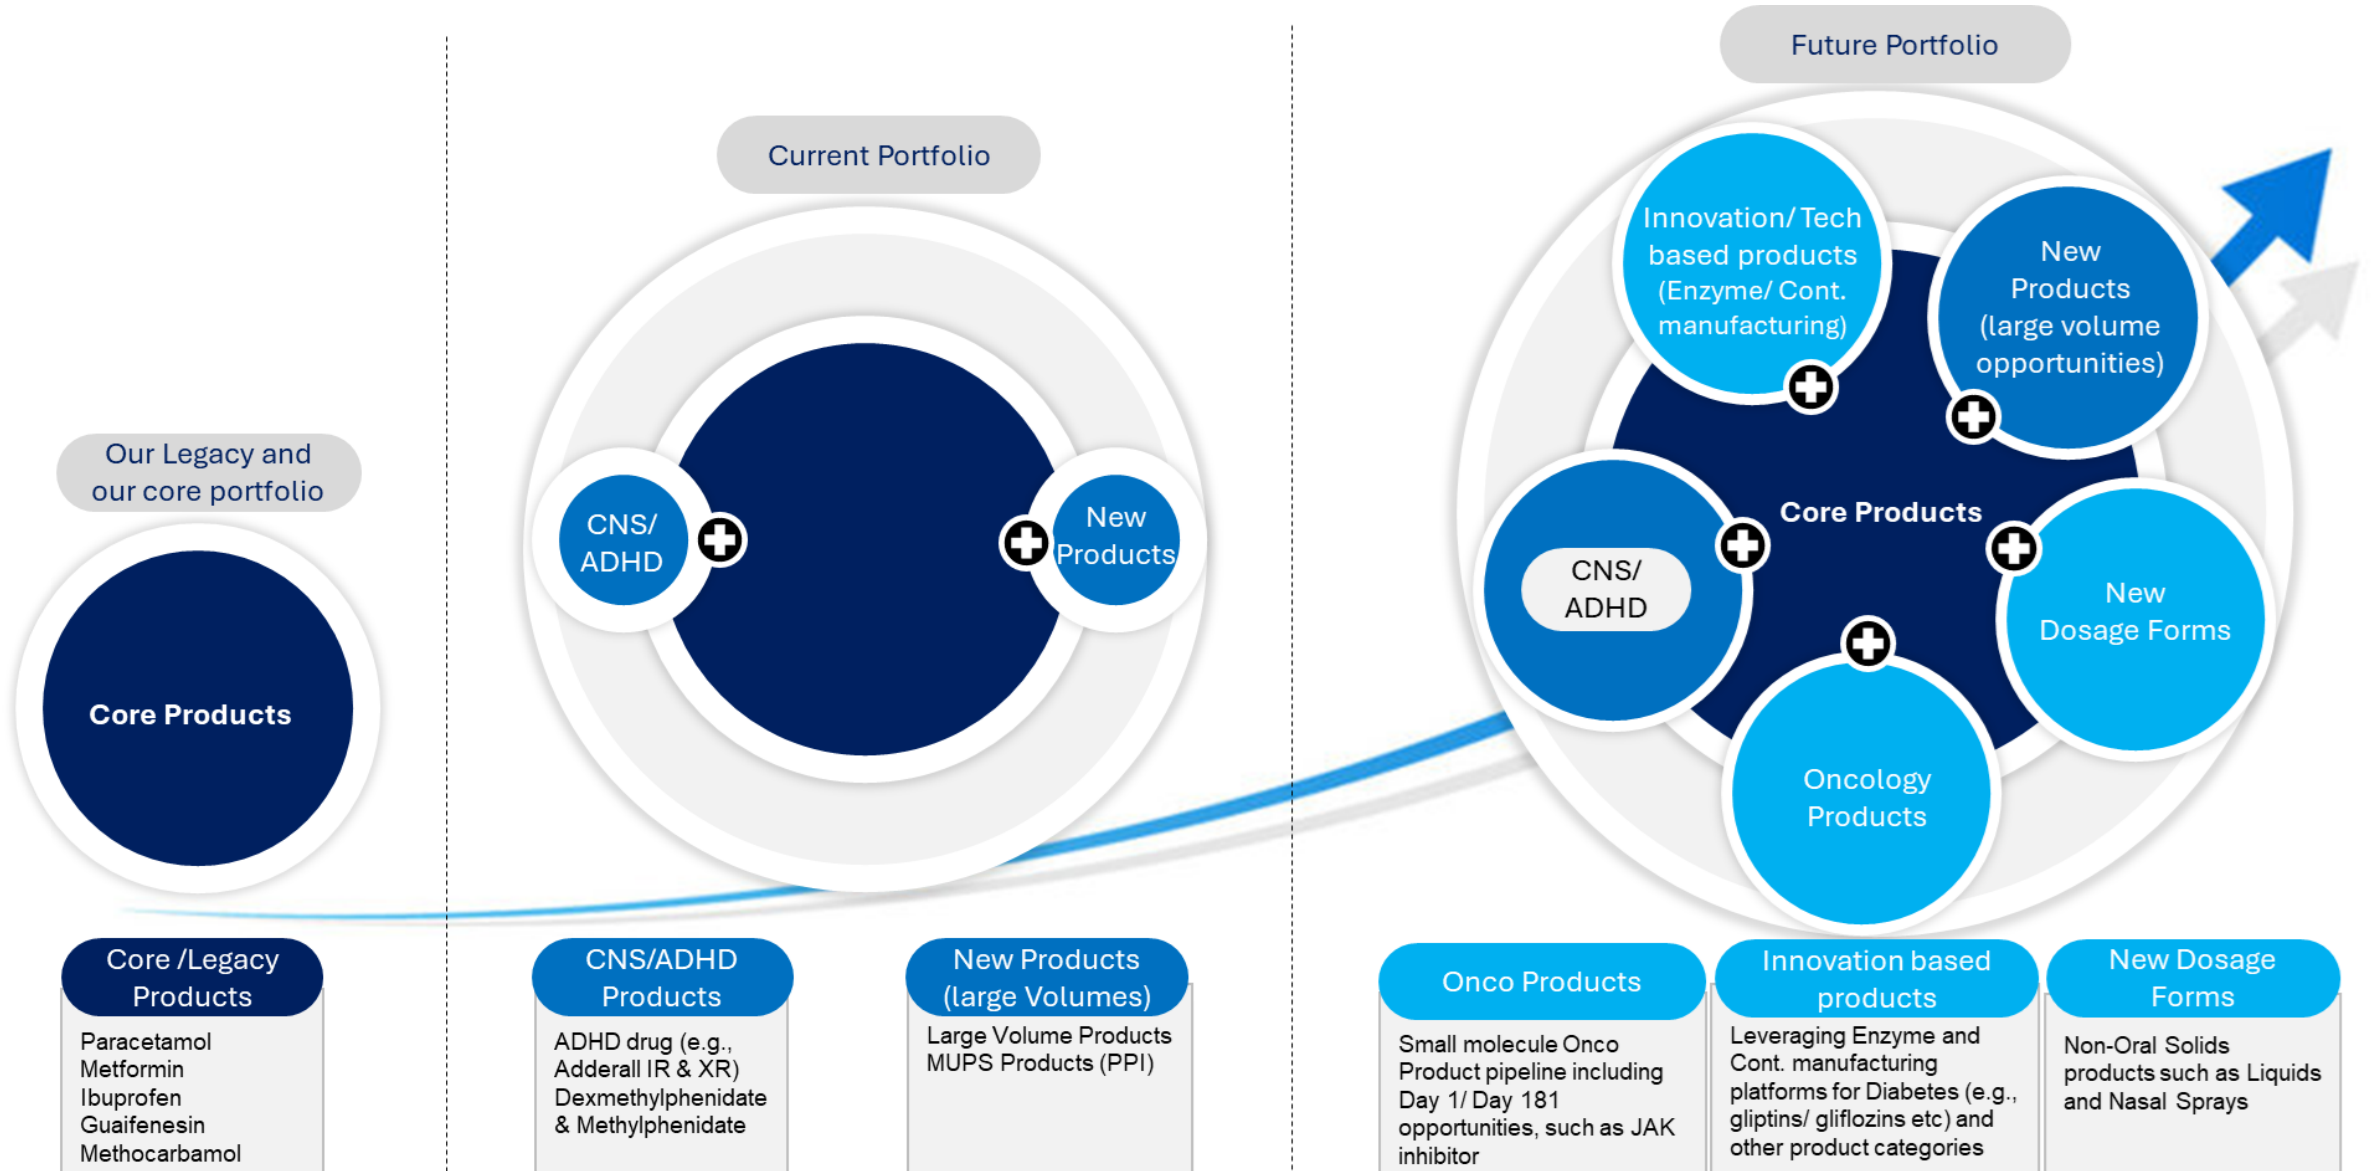 Our Legacy and
our core portfolio
Core Products
Core /Legacy
Products
Paracetamol
Metformin
Ibuprofen
Guaifenesin
Methocarbamol
Current Portfolio
CNS/
ADHD
New
Products
CNS/ADHD
Products
ADHD drug (e.g.,
Adderall IR & XR)
Dexmethylphenidate
& Methylphenidate
New Products
(large Volumes)
Large Volume Products
MUPS Products (PPI)
Future Portfolio
Innovation/ Tech
based products
(Enzyme/ Cont.
manufacturing)
New
Products
(large volume
opportunities)
Core Products
CNS/
ADHD
New
Dosage Forms
Oncology
Products
Onco Products
Small molecule Onco
Product pipeline including
Day 1/ Day 181
opportunities, such as JAK
inhibitor
Innovation based
products
Leveraging Enzyme and
Cont. manufacturing
platforms for Diabetes (e.g.,
gliptins/ gliflozins etc) and
other product categories
New Dosage
Forms
Non-Oral Solids
products such as Liquids
and Nasal Sprays